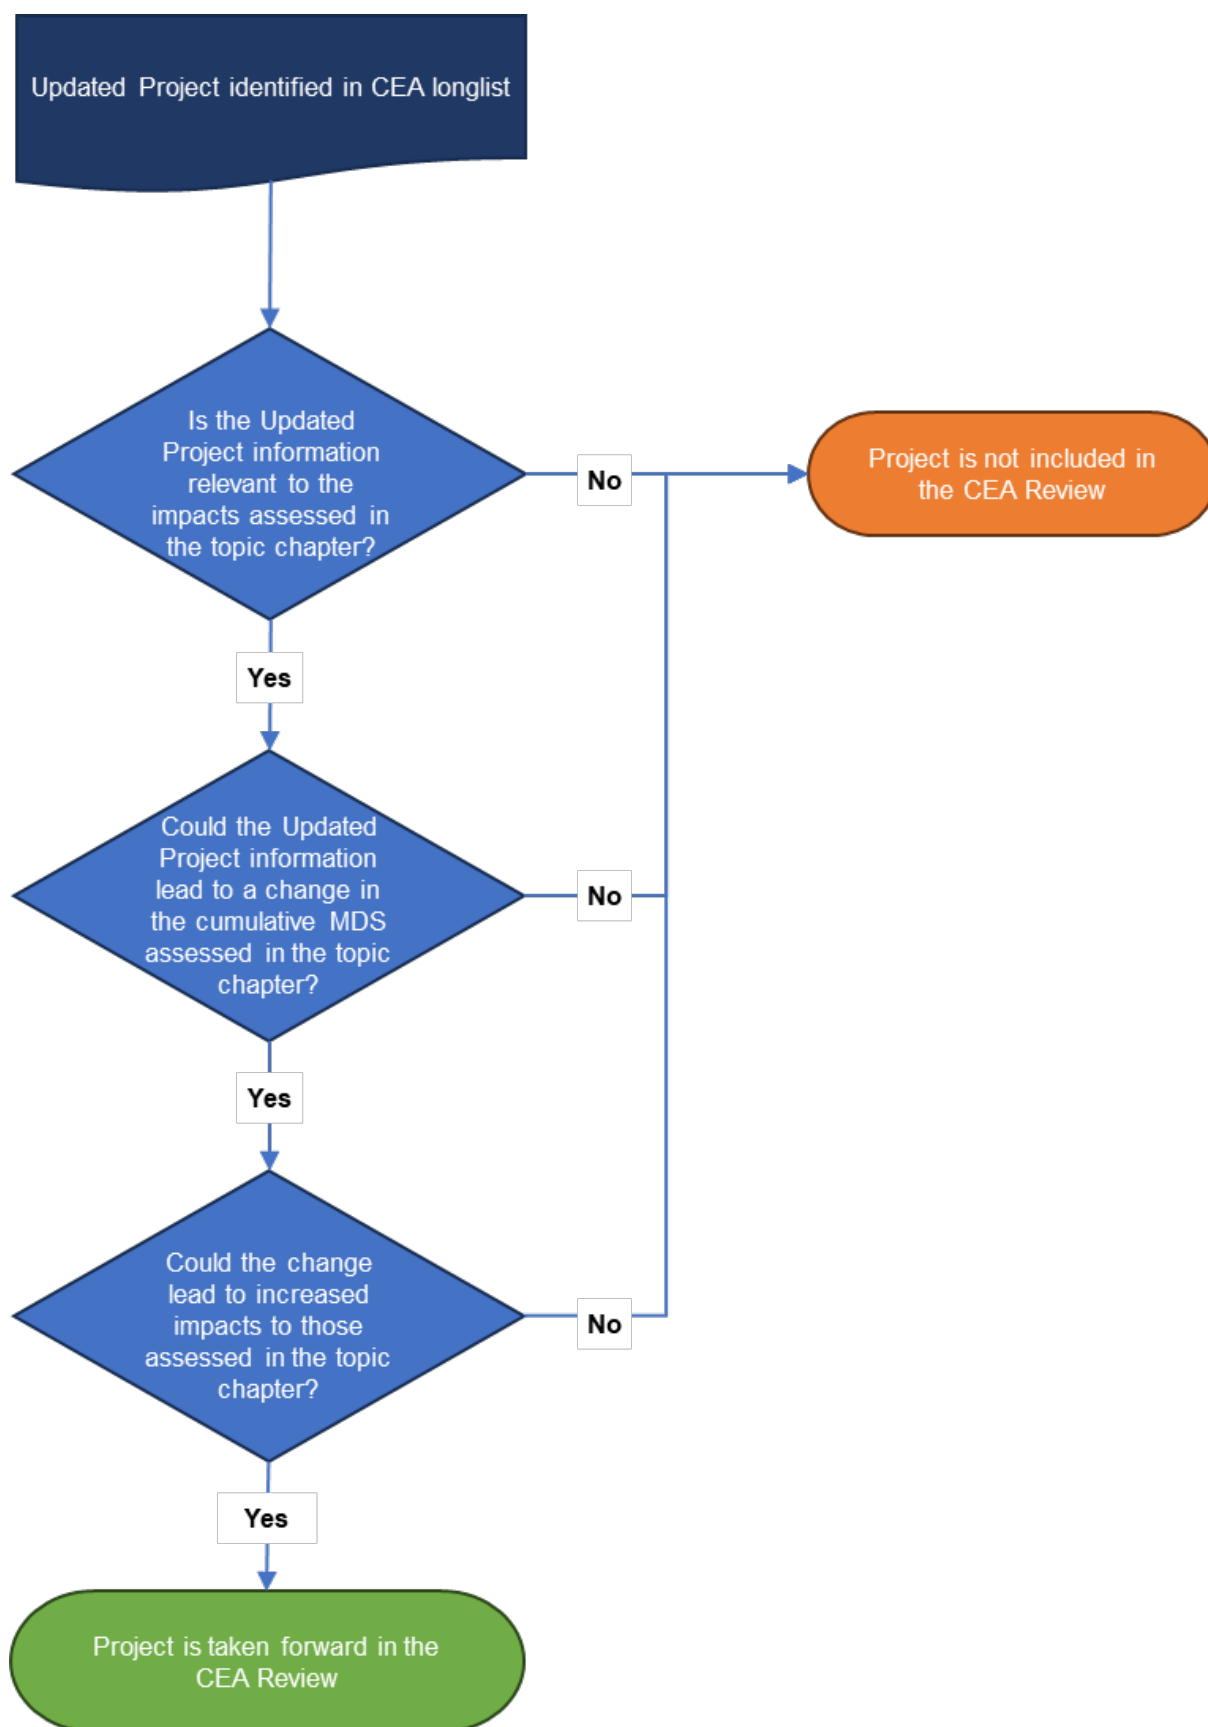 Updated Project identified in CEA longlist
Is the Updated
Project information
relevant to the
impacts assessed in
the topic chapter?
No
Project is not included in
the CEA Review
Yes
Could the Updated
Project information
lead to a change in
the cumulative MDS
assessed in the topic
chapter?
No
Yes
Could the change
lead to increased
impacts to those
assessed in the topic
chapter?
No
Yes
Project is taken forward in the
CEA Review